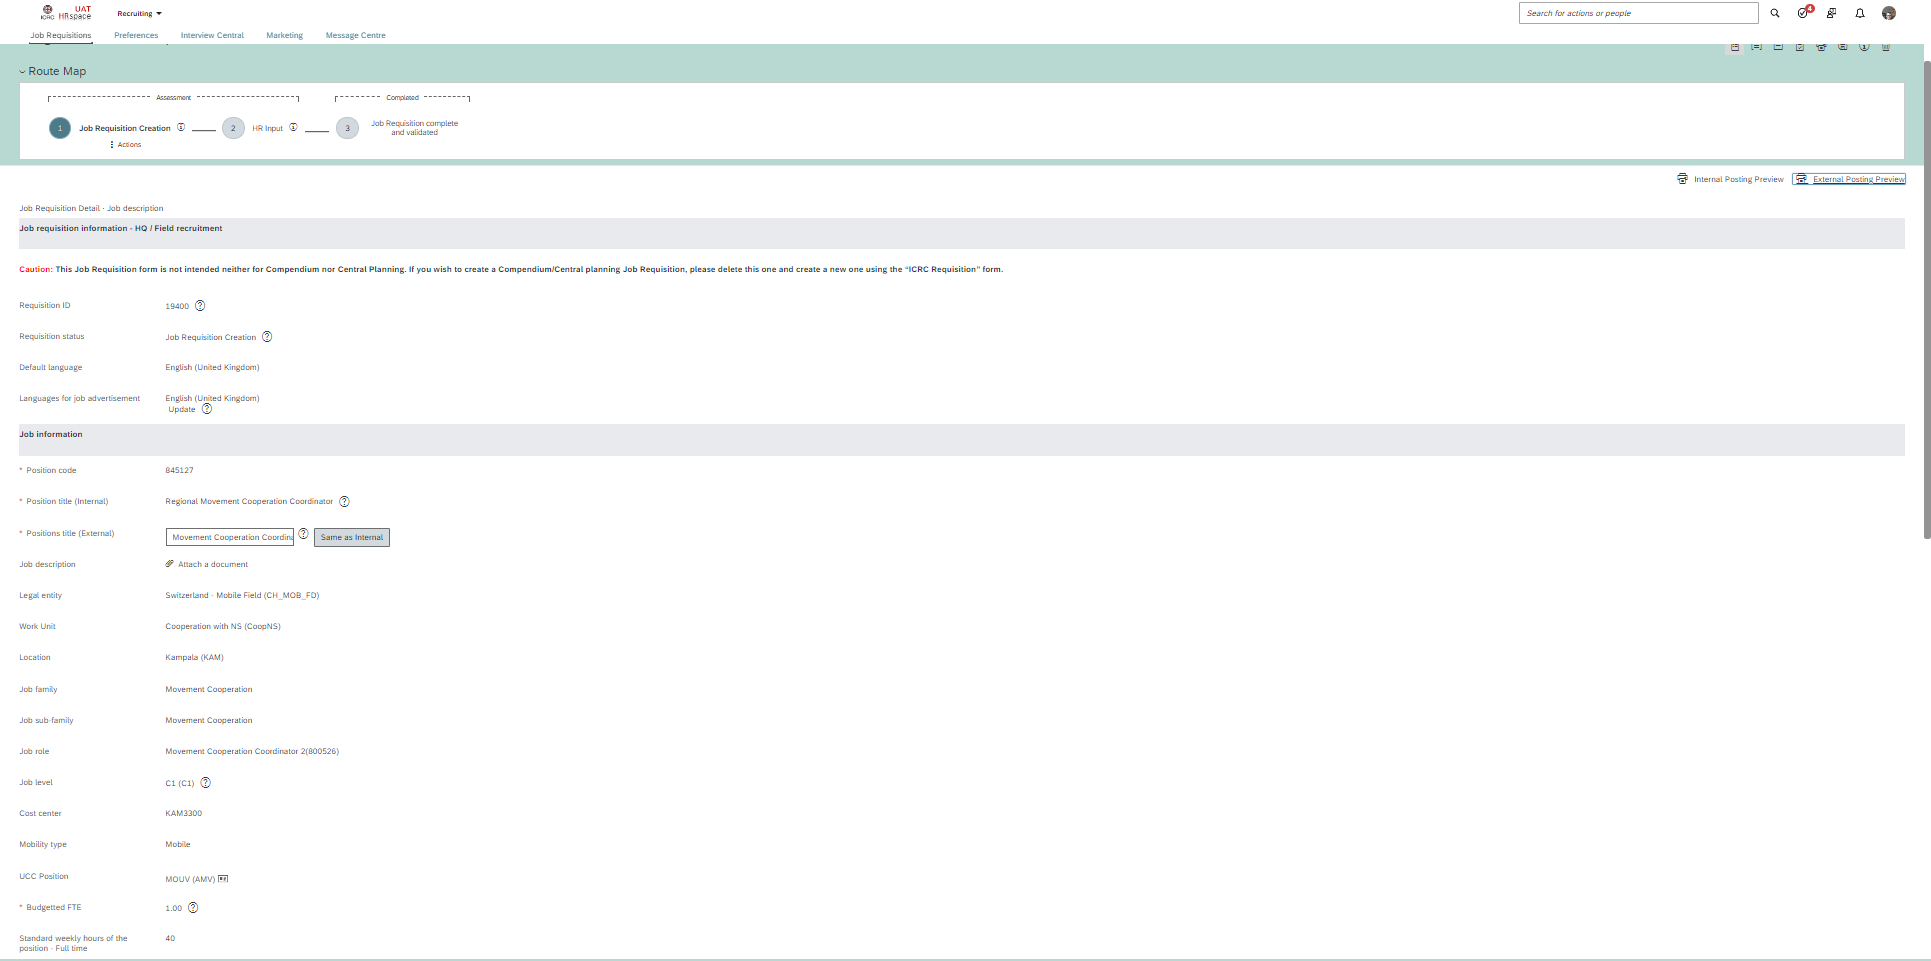 UAT
ICRC HRspace
Recruiting
Search for actions or people
4
Job Requisitions
Preferences
Interview Central
Marketing
Message Centre
Route Map
Assessment
Completed
1
Job Requisition Creation
2
HR Input
3
Job Requisition complete
and validated
Actions
Internal Posting Preview
External Posting Preview
Job Requisition Detail - Job description
Job requisition information - HQ / Field recruitment
Caution: This Job Requisition form is not intended neither for Compendium nor Central Planning. If you wish to create a Compendium/Central planning Job Requisition, please delete this one and create a new one using the "ICRC Requisition" form.
Requisition ID 19400
Requisition status Job Requisition Creation
Default language English (United Kingdom)
Languages for job advertisement English (United Kingdom)
Update
Job information
* Position code 845127
* Position title (Internal) Regional Movement Cooperation Coordinator
* Positions title (External) Movement Cooperation Coordina Same as Internal
Job description Attach a document
Legal entity Switzerland - Mobile Field (CH_MOB_FD)
Work Unit Cooperation with NS (CoopNS)
Location Kampala (KAM)
Job family Movement Cooperation
Job sub-family Movement Cooperation
Job role Movement Cooperation Coordinator 2(800526)
Job level C1 (C1)
Cost center KAM3300
Mobility type Mobile
UCC Position MOUV (AMV)
* Budgetted FTE 1.00
Standard weekly hours of the 40
position - Full time